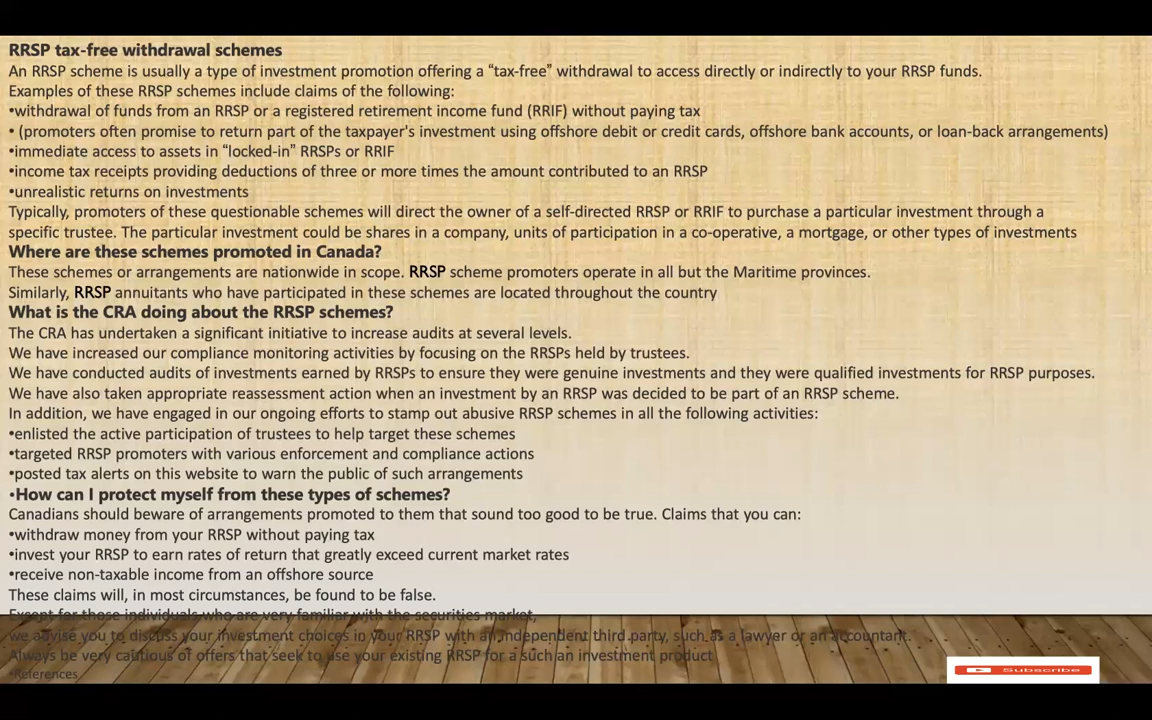 RRSP tax-free withdrawal schemes
An RRSP scheme is usually a type of investment promotion offering a “tax-free” withdrawal to access directly or indirectly to your RRSP funds.
Examples of these RRSP schemes include claims of the following:
•withdrawal of funds from an RRSP or a registered retirement income fund (RRIF) without paying tax
• (promoters often promise to return part of the taxpayer's investment using offshore debit or credit cards, offshore bank accounts, or loan-back arrangements)
•immediate access to assets in “locked-in” RRSPs or RRIF
•income tax receipts providing deductions of three or more times the amount contributed to an RRSP
•unrealistic returns on investments
Typically, promoters of these questionable schemes will direct the owner of a self-directed RRSP or RRIF to purchase a particular investment through a
specific trustee. The particular investment could be shares in a company, units of participation in a co-operative, a mortgage, or other types of investments
Where are these schemes promoted in Canada?
These schemes or arrangements are nationwide in scope. RRSP scheme promoters operate in all but the Maritime provinces.
Similarly, RRSP annuitants who have participated in these schemes are located throughout the country
What is the CRA doing about the RRSP schemes?
The CRA has undertaken a significant initiative to increase audits at several levels.
We have increased our compliance monitoring activities by focusing on the RRSPs held by trustees.
We have conducted audits of investments earned by RRSPs to ensure they were genuine investments and they were qualified investments for RRSP purposes.
We have also taken appropriate reassessment action when an investment by an RRSP was decided to be part of an RRSP scheme.
In addition, we have engaged in our ongoing efforts to stamp out abusive RRSP schemes in all the following activities:
•enlisted the active participation of trustees to help target these schemes
•targeted RRSP promoters with various enforcement and compliance actions
•posted tax alerts on this website to warn the public of such arrangements
•How can I protect myself from these types of schemes?
Canadians should beware of arrangements promoted to them that sound too good to be true. Claims that you can:
•withdraw money from your RRSP without paying tax
•invest your RRSP to earn rates of return that greatly exceed current market rates
•receive non-taxable income from an offshore source
These claims will, in most circumstances, be found to be false.
Except for those individuals who are very familiar with the securities market,
we advise you to discuss your investment choices in your RRSP with an independent third party, such as a lawyer or an accountant.
Always be very cautious of offers that seek to use your existing RRSP for a such an investment product
•References
Subscribe